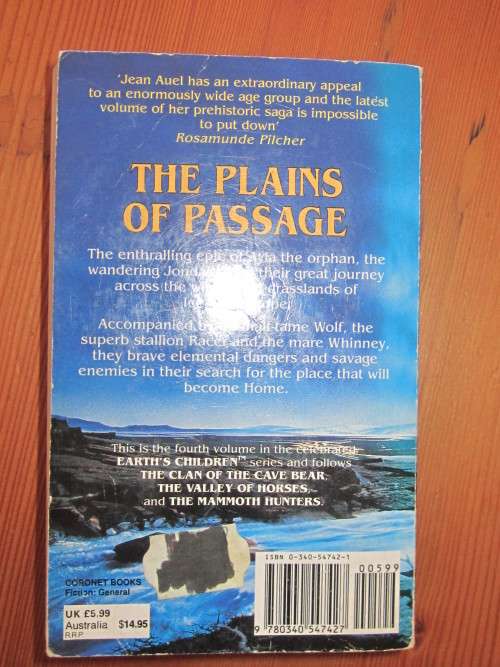 'Jean Auel has an extraordinary appeal
to an enormously wide age group and the latest
volume of her prehistoric saga is impossible
to put down'
Rosamunde Pilcher
THE PLAINS
OF PASSAGE
The enthralling epic of Ayla the orphan, the
wandering their great journey
across the grasslands of
Accompanied tame Wolf, the
superb stallion Racer and the mare Whinney,
they brave elemental dangers and savage
enemies in their search for the place that will
become Home.
This is the fourth volume in the celebrated
EARTH'S CHILDREN™ series and follows
THE CLAN OF THE CAVE BEAR,
THE VALLEY OF HORSES,
and THE MAMMOTH HUNTERS.
ISBN 0-340-54742-1
00599
CORONET BOOKS
Fiction: General
UK £5.99
Australia $14.95
R.R.P.
9 780340 547427